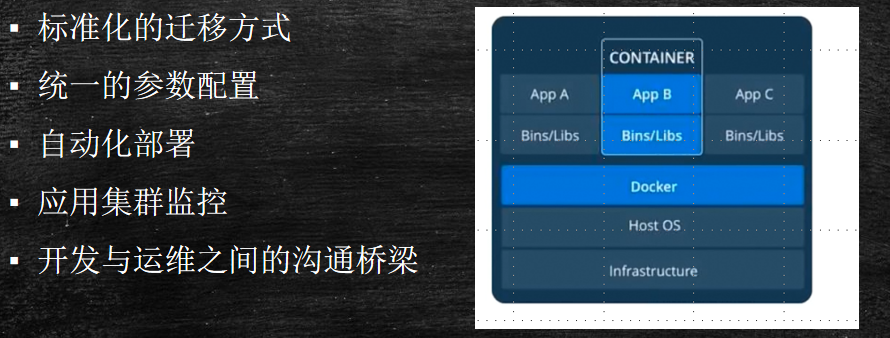 ▪ 标准化的迁移方式
▪ 统一的参数配置
▪ 自动化部署
▪ 应用集群监控
▪ 开发与运维之间的沟通桥梁
CONTAINER
App A App B App C
Bins/Libs Bins/Libs Bins/Libs
Docker
Host OS
Infrastructure